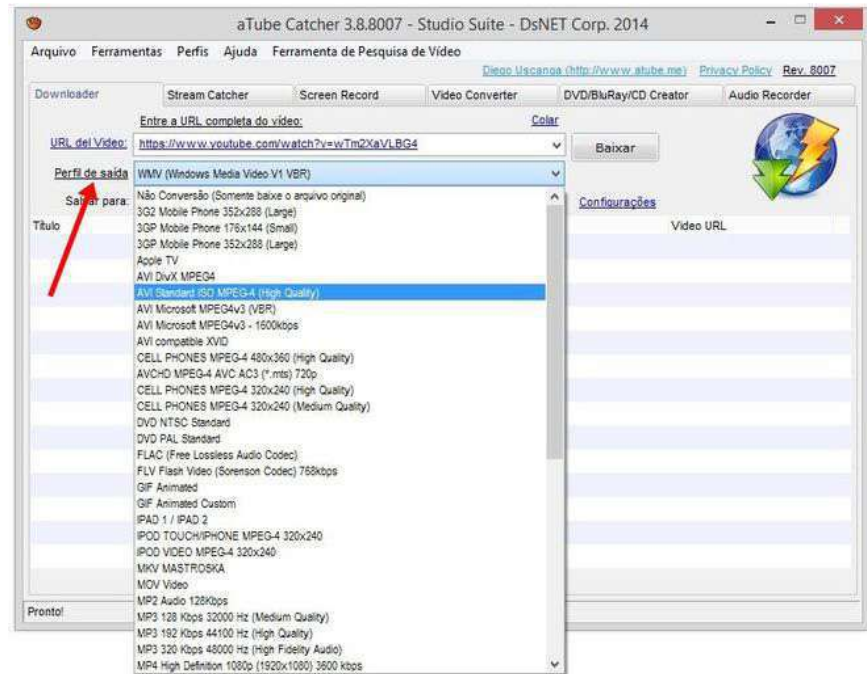 aTube Catcher 3.8.8007 - Studio Suite - DsNET Corp. 2014
Arquivo Ferramentas Perfis Ajuda Ferramenta de Pesquisa de Vídeo
Diego Uscanga (http://www.atube.me) Privacy Policy Rev. 8007
Downloader Stream Catcher Screen Record Video Converter DVD/BluRay/CD Creator Audio Recorder
Entre a URL completa do vídeo: Colar
URL del Video: https://www.youtube.com/watch?v=wTm2XaVLBG4 Baixar
Perfil de saída WMV (Windows Media Video V1 VBR)
para: Não Conversão (Somente baixe o arquivo original) Configurações
3G2 Mobile Phone 352x288 (Large)
Título 3GP Mobile Phone 176x144 (Small) Video URL
3GP Mobile Phone 352x288 (Large)
Apple TV
AVI DivX MPEG4
AVI Standard ISO MPEG-4 (High Quality)
AVI Microsoft MPEG4v3 (VBR)
AVI Microsoft MPEG4v3 - 1600kbps
AVI compatible XVID
CELL PHONES MPEG-4 480x360 (High Quality)
AVCHD MPEG-4 AVC AC3 (*.mts) 720p
CELL PHONES MPEG-4 320x240 (High Quality)
CELL PHONES MPEG-4 320x240 (Medium Quality)
DVD NTSC Standard
DVD PAL Standard
FLAC (Free Lossless Audio Codec)
FLV Flash Video (Sorenson Codec) 768kbps
GIF Animated
GIF Animated Custom
IPAD 1 / IPAD 2
IPOD TOUCH/IPHONE MPEG-4 320x240
IPOD VIDEO MPEG-4 320x240
MKV MASTROSKA
MOV Video
MP2 Audio 128Kbps
Pronto! MP3 128 Kbps 32000 Hz (Medium Quality)
MP3 192 Kbps 44100 Hz (High Quality)
MP3 320 Kbps 48000 Hz (High Fidelity Audio)
MP4 High Definition 1080p (1920x1080) 3600 kbps